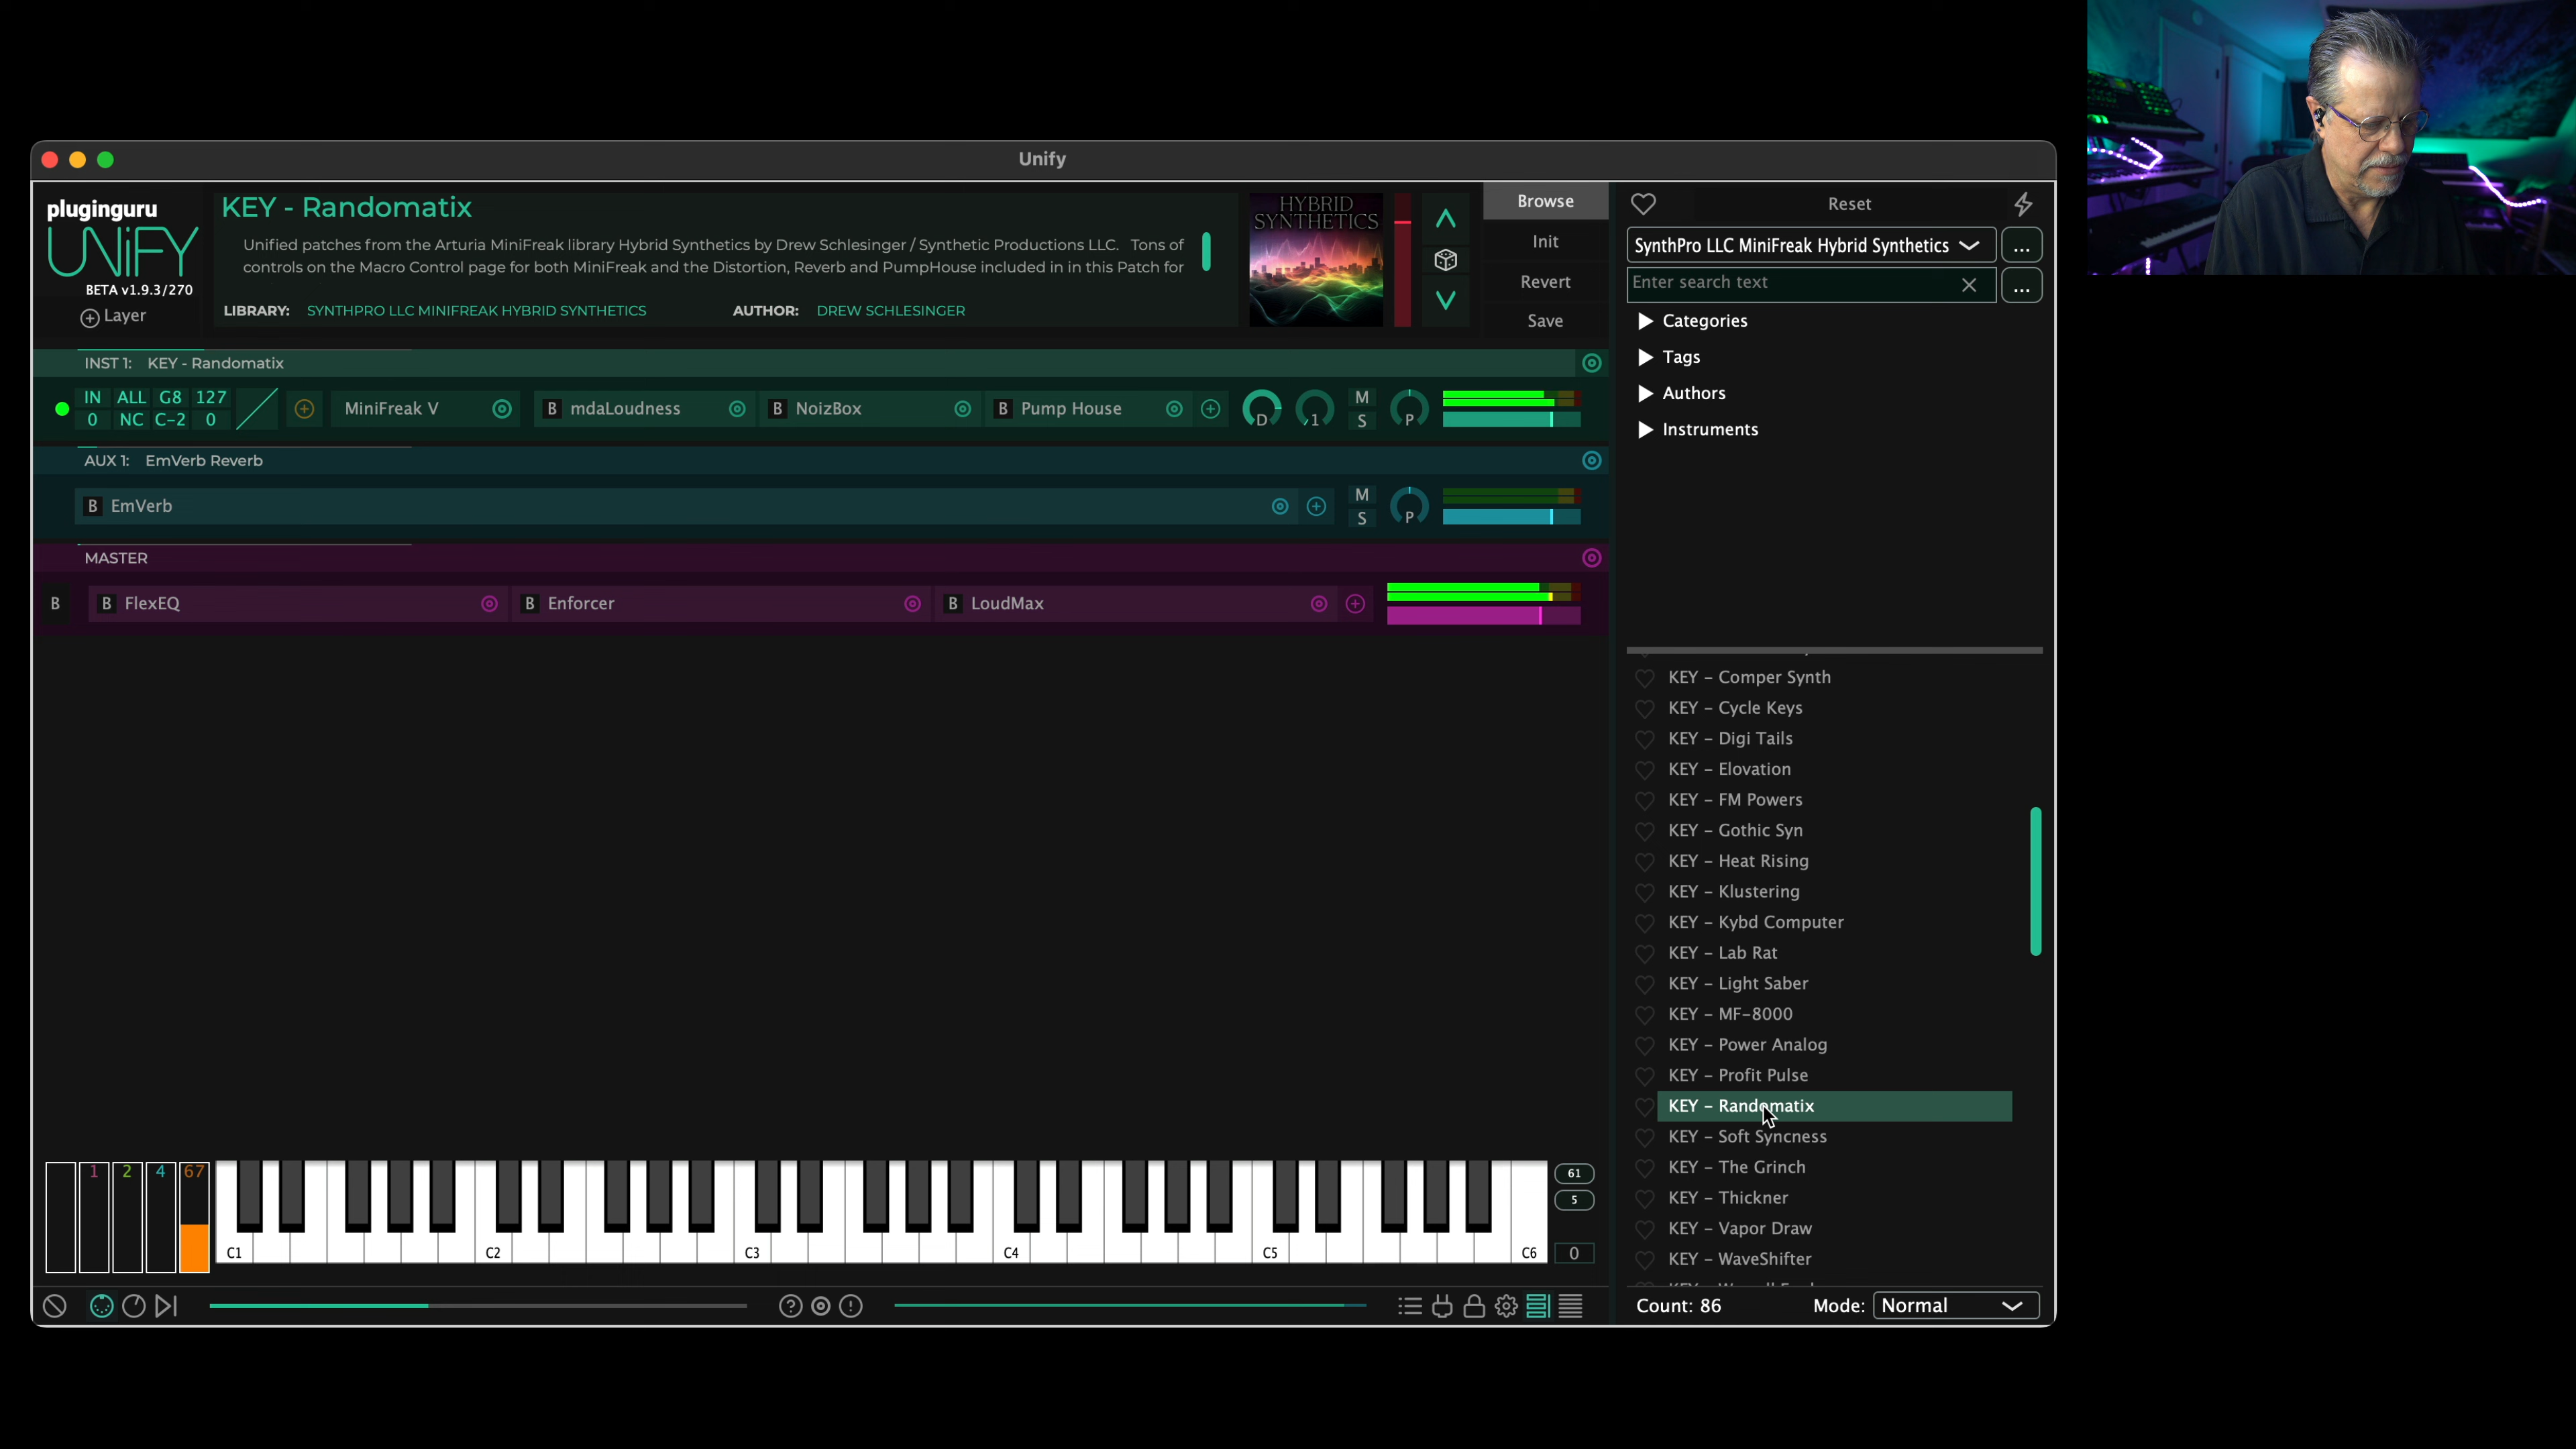 Unify
pluginguru
UNiFY
BETA v1.9.3/270
Layer
KEY - Randomatix
Unified patches from the Arturia MiniFreak library Hybrid Synthetics by Drew Schlesinger / Synthetic Productions LLC. Tons of
controls on the Macro Control page for both MiniFreak and the Distortion, Reverb and PumpHouse included in in this Patch for
LIBRARY: SYNTHPRO LLC MINIFREAK HYBRID SYNTHETICS AUTHOR: DREW SCHLESINGER
HYBRID
SYNTHETICS
Browse
Init
Revert
Save
Reset
SynthPro LLC MiniFreak Hybrid Synthetics ...
Enter search text ...
Categories
Tags
Authors
Instruments
INST 1: KEY - Randomatix
IN ALL G8 127
0 NC C-2 0
MiniFreak V B mdaLoudness B NoizBox B Pump House D 1 M S P
AUX 1: EmVerb Reverb
B EmVerb M S P
MASTER
B B FlexEQ B Enforcer B LoudMax
KEY - Comper Synth
KEY - Cycle Keys
KEY - Digi Tails
KEY - Elovation
KEY - FM Powers
KEY - Gothic Syn
KEY - Heat Rising
KEY - Klustering
KEY - Kybd Computer
KEY - Lab Rat
KEY - Light Saber
KEY - MF-8000
KEY - Power Analog
KEY - Profit Pulse
KEY - Randomatix
KEY - Soft Syncness
KEY - The Grinch
KEY - Thickner
KEY - Vapor Draw
KEY - WaveShifter
1 2 4 67
61
5
0
C1 C2 C3 C4 C5 C6
Count: 86 Mode: Normal